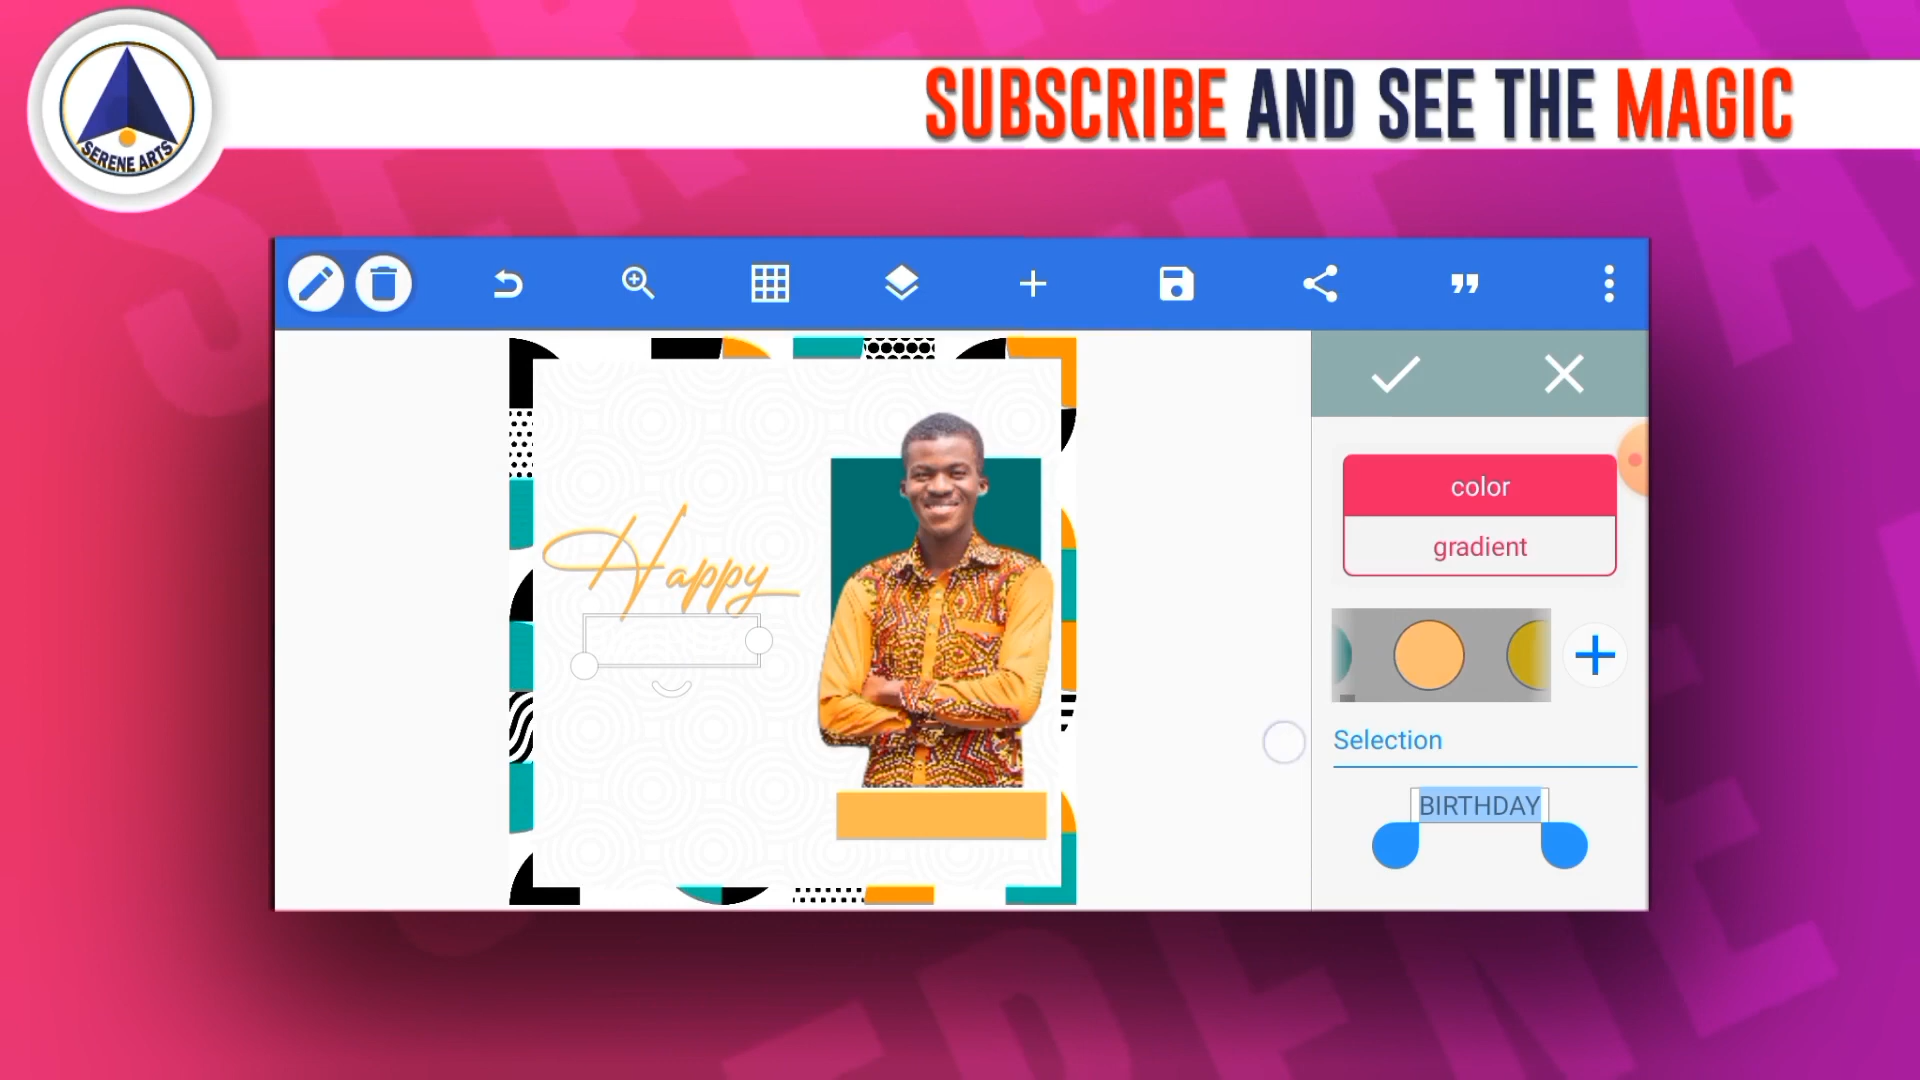 SERENE ARTS
SUBSCRIBE AND SEE THE MAGIC
color
gradient
Happy
Selection
BIRTHDAY